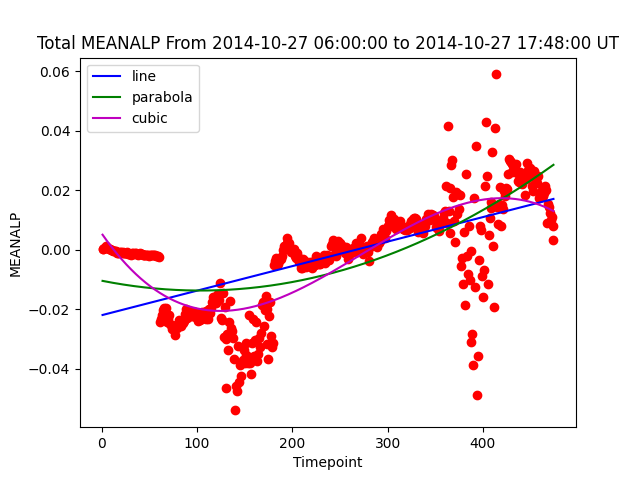 Total MEANALP From 2014-10-27 06:00:00 to 2014-10-27 17:48:00 UT
line
parabola
cubic
0.06
0.04
0.02
0.00
−0.02
−0.04
MEANALP
0
100
200
300
400
Timepoint